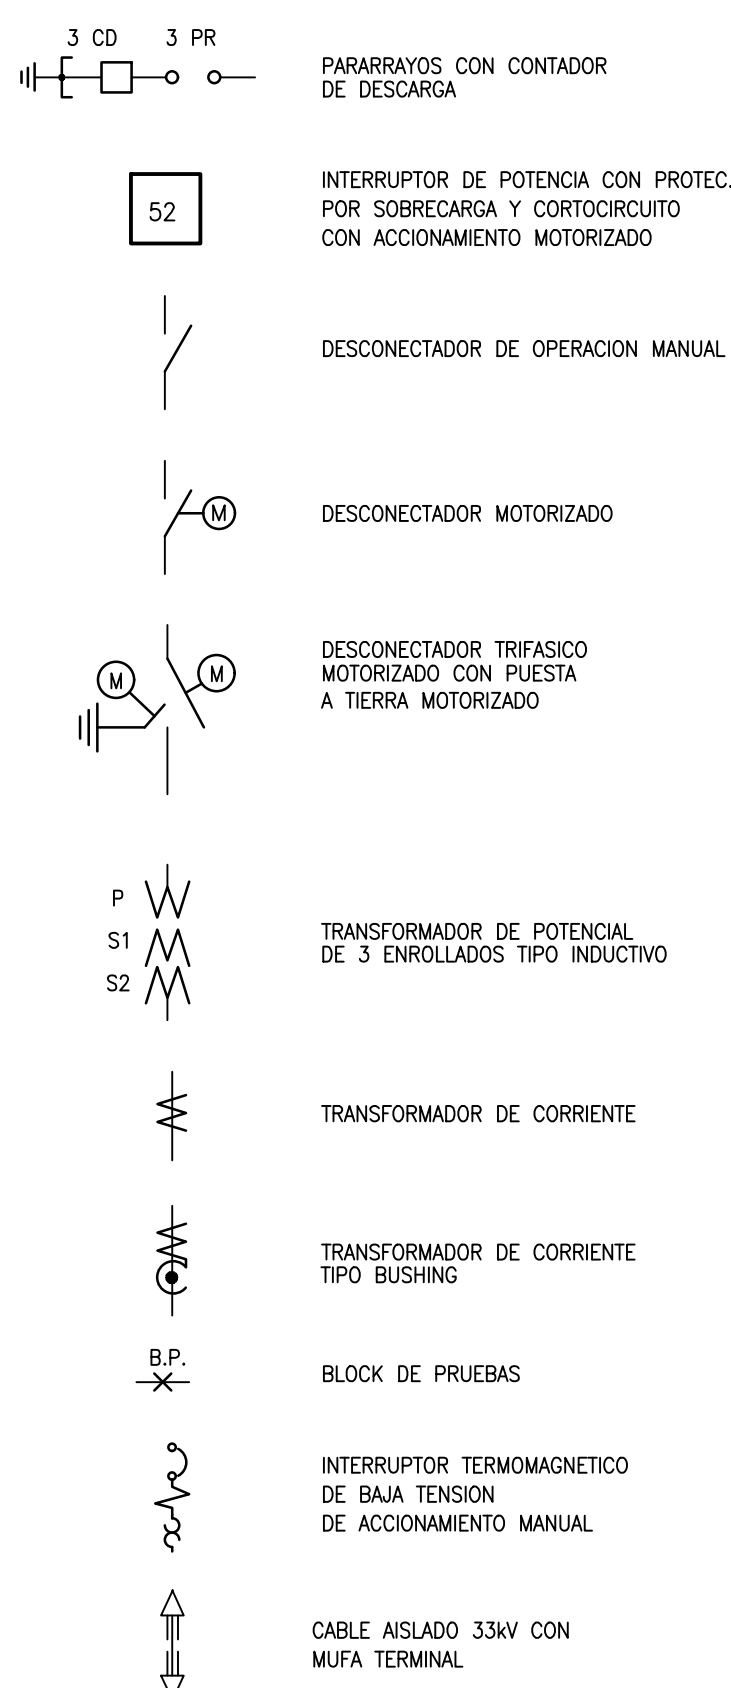 3 CD 3 PR
PARARRAYOS CON CONTADOR
DE DESCARGA
52
INTERRUPTOR DE POTENCIA CON PROTEC.
POR SOBRECARGA Y CORTOCIRCUITO
CON ACCIONAMIENTO MOTORIZADO
DESCONECTADOR DE OPERACION MANUAL
M
DESCONECTADOR MOTORIZADO
M
M
DESCONECTADOR TRIFASICO
MOTORIZADO CON PUESTA
A TIERRA MOTORIZADO
P
S1
S2
TRANSFORMADOR DE POTENCIAL
DE 3 ENROLLADOS TIPO INDUCTIVO
TRANSFORMADOR DE CORRIENTE
TRANSFORMADOR DE CORRIENTE
TIPO BUSHING
B.P.
BLOCK DE PRUEBAS
INTERRUPTOR TERMOMAGNETICO
DE BAJA TENSION
DE ACCIONAMIENTO MANUAL
CABLE AISLADO 33kV CON
MUFA TERMINAL